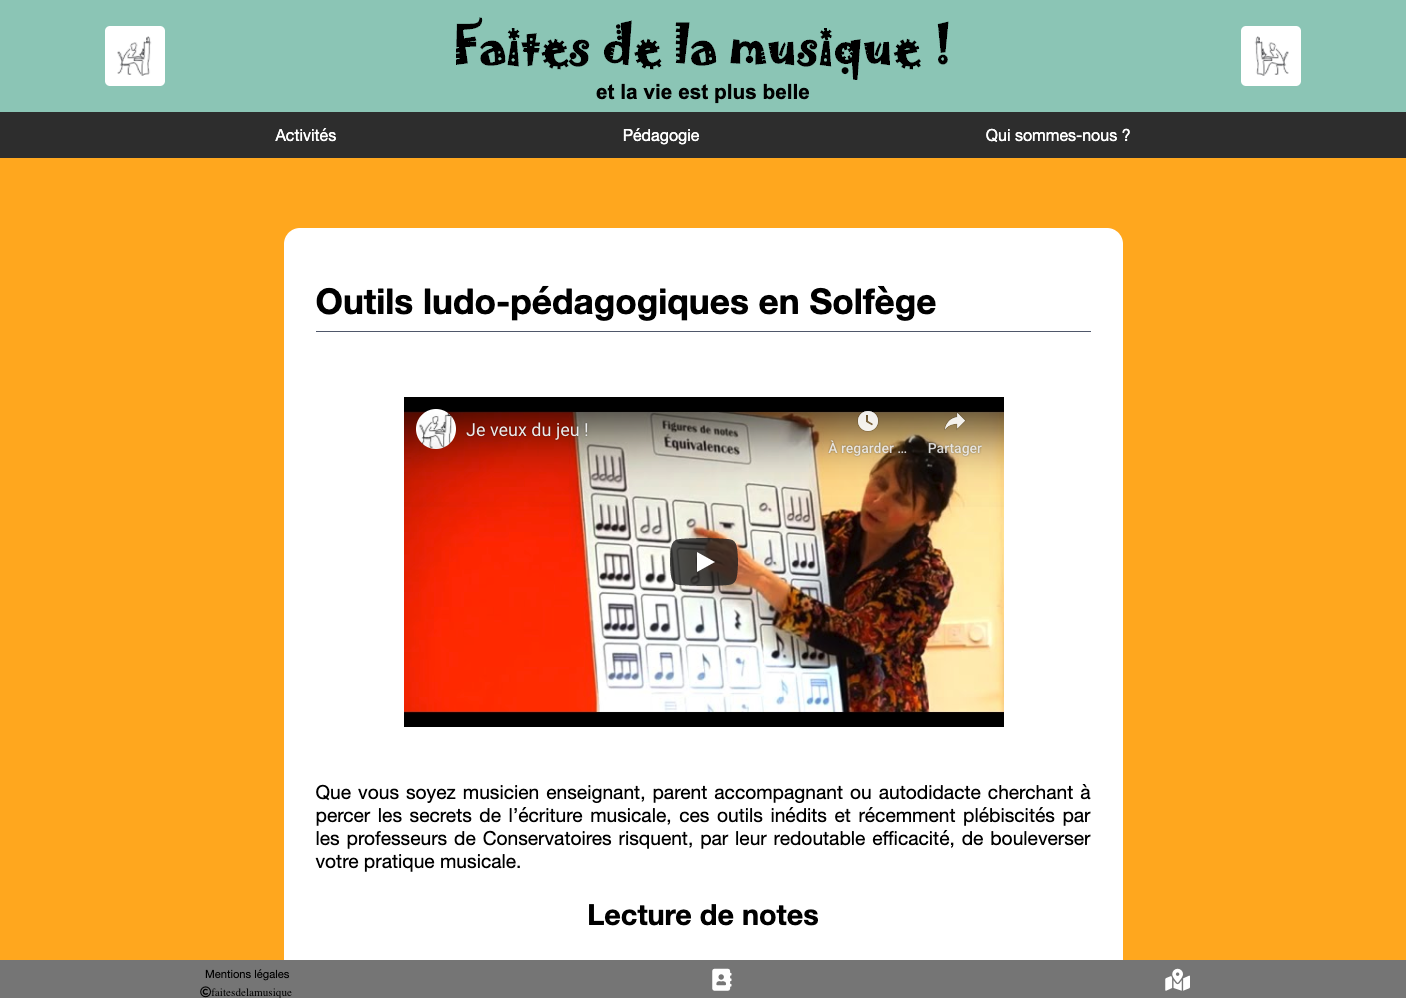 Faites de la musique !
et la vie est plus belle
Activités
Pédagogie
Qui sommes-nous ?
Outils ludo-pédagogiques en Solfège
Je veux du jeu !
À regarder ...
Partager
Figures de notes
Équivalences
Que vous soyez musicien enseignant, parent accompagnant ou autodidacte cherchant à
percer les secrets de l’écriture musicale, ces outils inédits et récemment plébiscités par
les professeurs de Conservatoires risquent, par leur redoutable efficacité, de bouleverser
votre pratique musicale.
Lecture de notes
Mentions légales
©faitesdelamusique